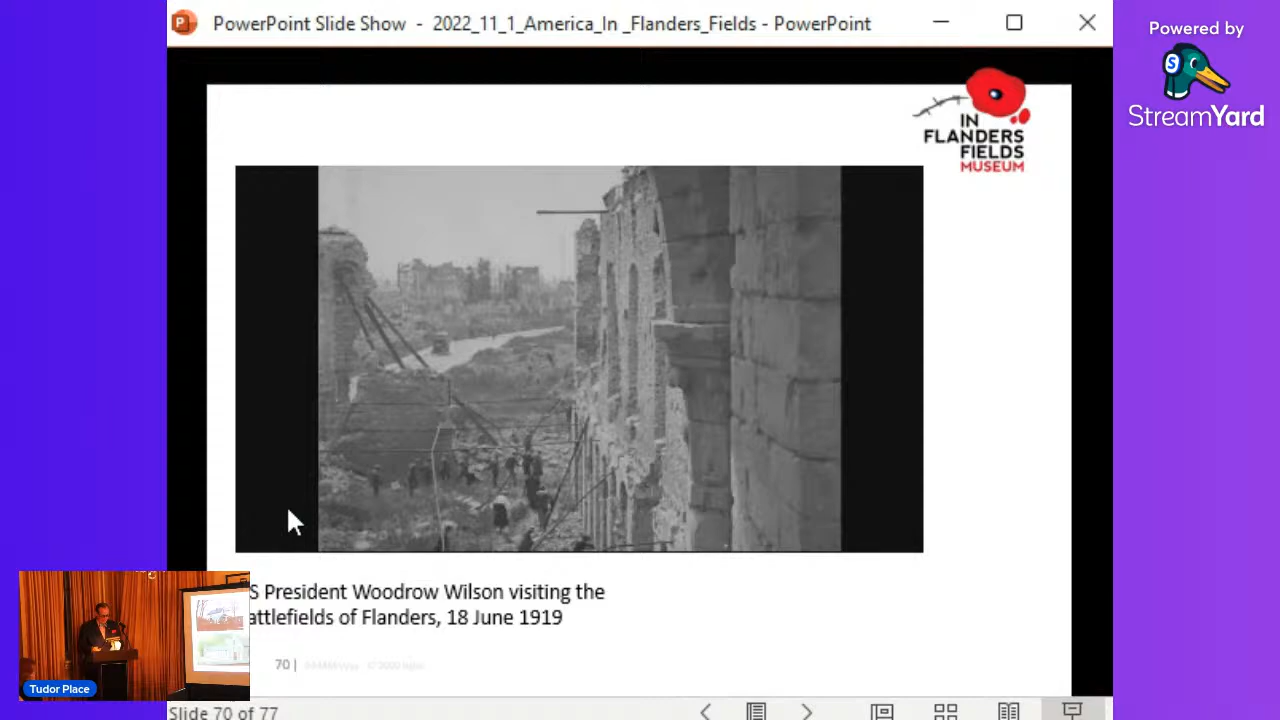 PowerPoint Slide Show - 2022_11_1_America_In _Flanders_Fields - PowerPoint
Powered by
S
StreamYard
IN
FLANDERS
FIELDS
MUSEUM
S President Woodrow Wilson visiting the
attlefields of Flanders, 18 June 1919
70 |
Tudor Place
Slide 70 of 77